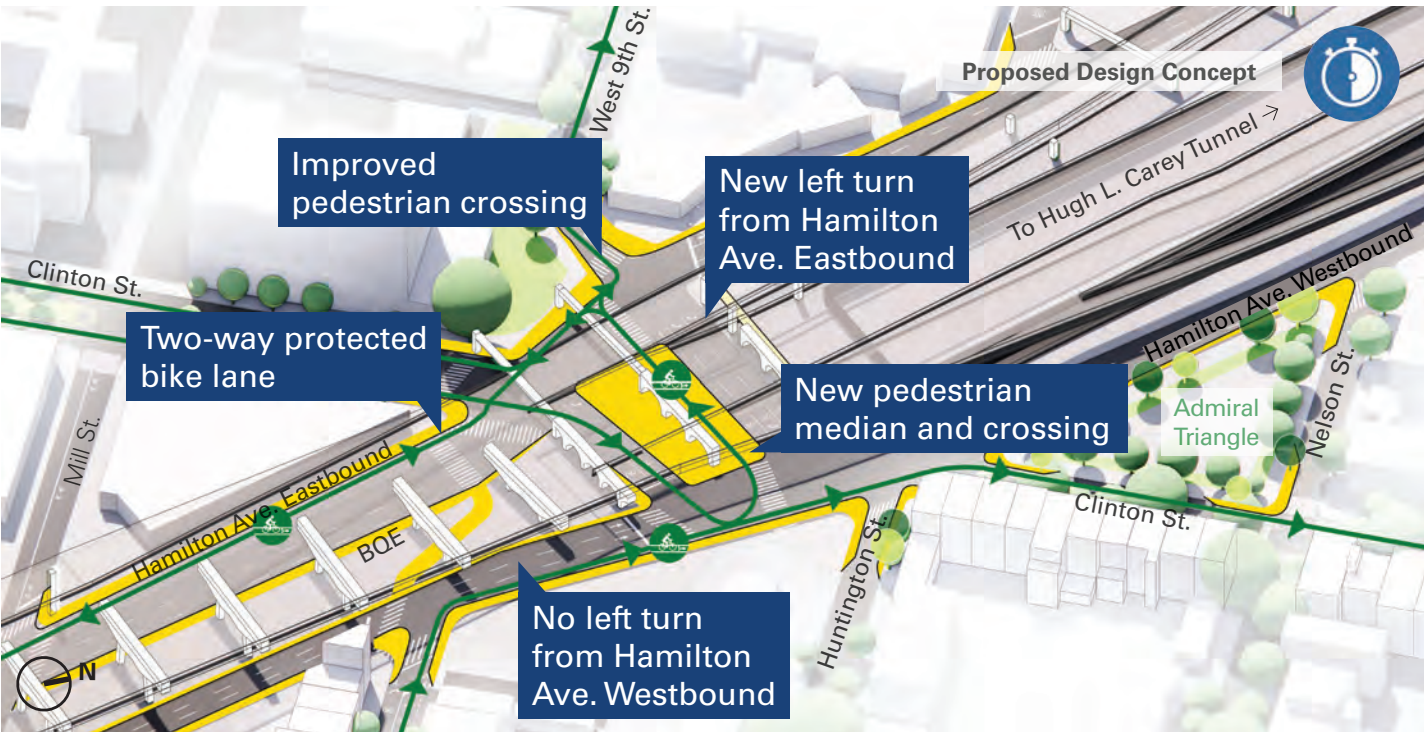 West 9th St.
Proposed Design Concept
To Hugh L. Carey Tunnel →
Improved
pedestrian crossing
New left turn
from Hamilton
Ave. Eastbound
Clinton St.
Two-way protected
bike lane
Hamilton Ave. Westbound
New pedestrian
median and crossing
Admiral
Triangle
Nelson St.
Mill St.
Hamilton Ave. Eastbound
BQE
Clinton St.
Huntington St.
No left turn
from Hamilton
Ave. Westbound
N